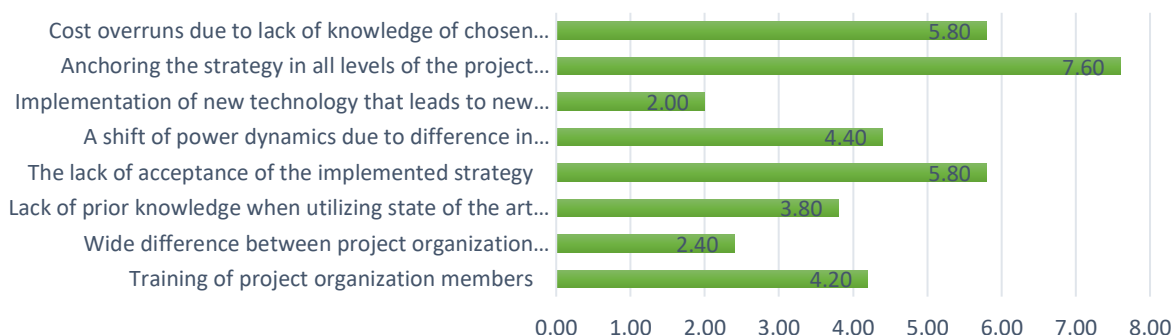 Cost overruns due to lack of knowledge of chosen… 5.80
Anchoring the strategy in all levels of the project… 7.60
Implementation of new technology that leads to new… 2.00
A shift of power dynamics due to difference in… 4.40
The lack of acceptance of the implemented strategy 5.80
Lack of prior knowledge when utilizing state of the art… 3.80
Wide difference between project organization… 2.40
Training of project organization members 4.20
0.00 1.00 2.00 3.00 4.00 5.00 6.00 7.00 8.00